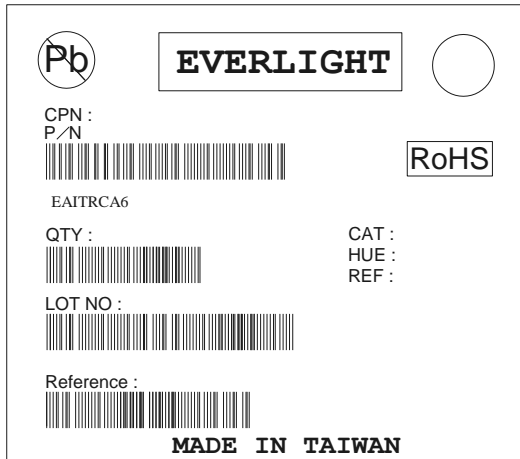 Pb
EVERLIGHT
CPN :
P/N
RoHS
EAITRCA6
QTY :
CAT :
HUE :
REF :
LOT NO :
Reference :
MADE IN TAIWAN